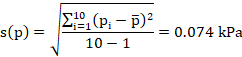 s(p) = √(∑_{i=1}^{10}(p_i − p̄)²/(10 − 1)) = 0.074 kPa